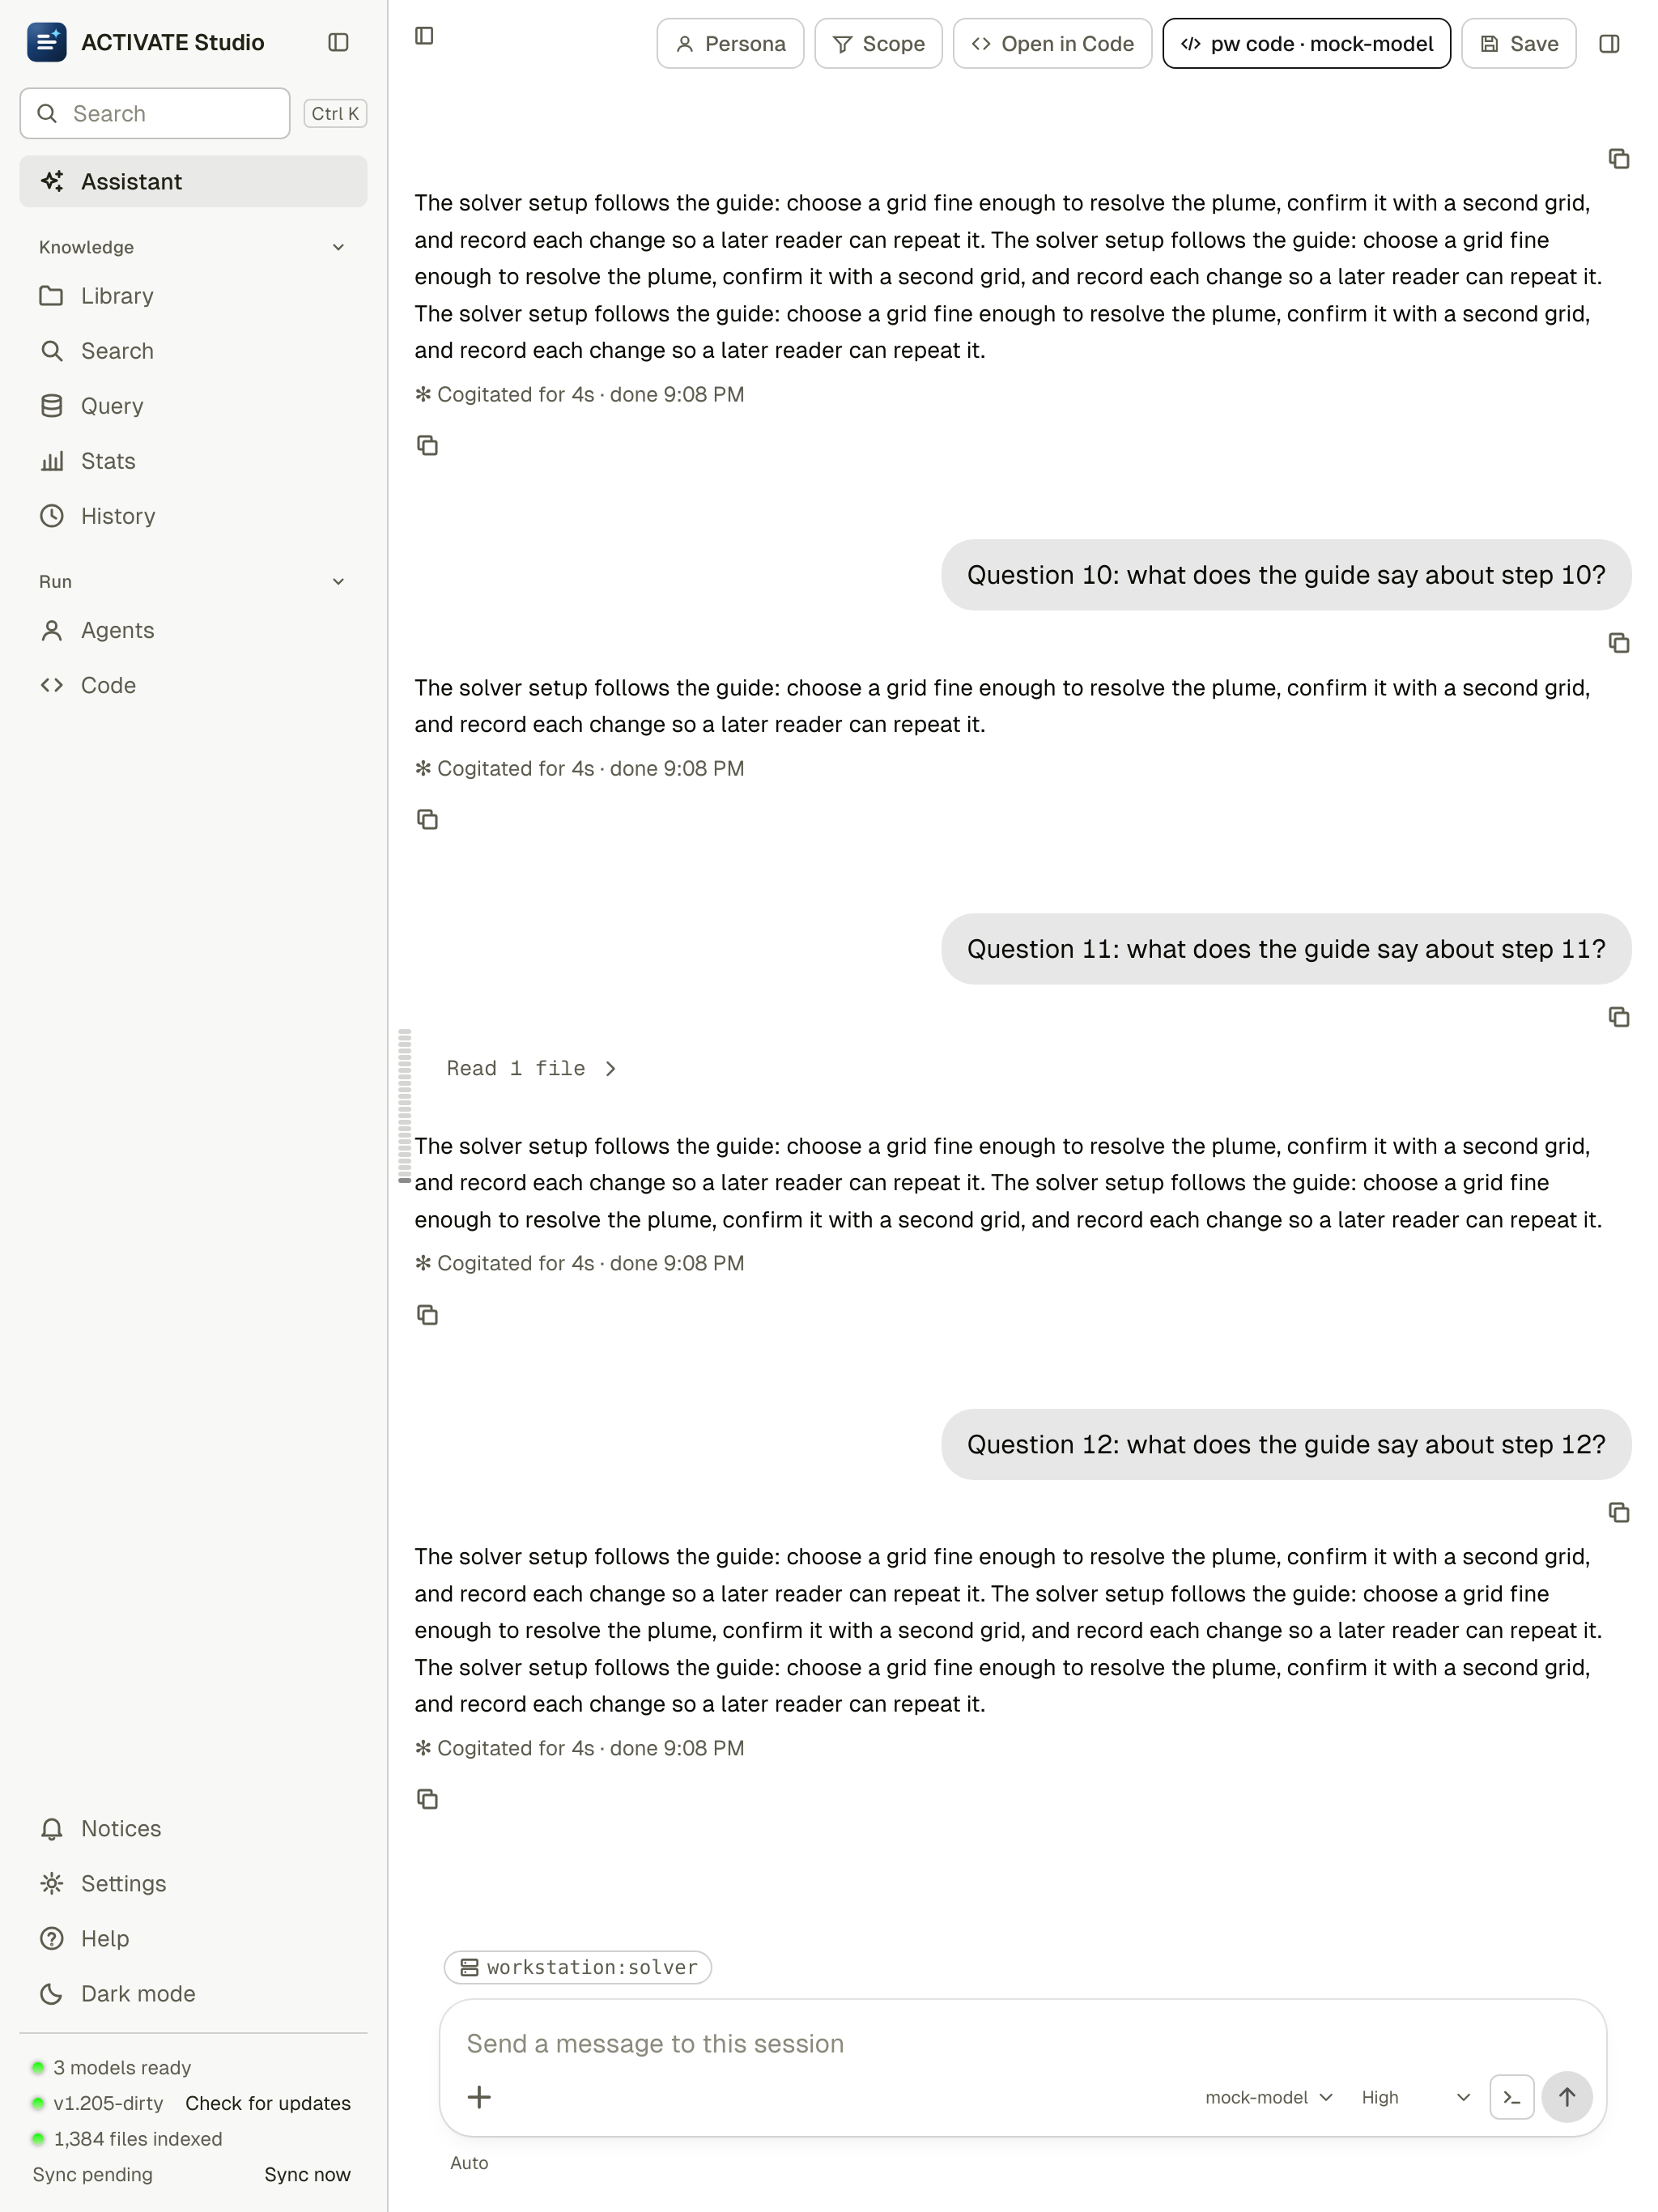 ACTIVATE Studio
Search
Ctrl K
Assistant
Knowledge
Library
Search
Query
Stats
History
Run
Agents
Code
Notices
Settings
Help
Dark mode
3 models ready
v1.205-dirty Check for updates
1,384 files indexed
Sync pending Sync now
Persona
Scope
Open in Code
pw code · mock-model
Save
The solver setup follows the guide: choose a grid fine enough to resolve the plume, confirm it with a second grid,
and record each change so a later reader can repeat it. The solver setup follows the guide: choose a grid fine
enough to resolve the plume, confirm it with a second grid, and record each change so a later reader can repeat it.
The solver setup follows the guide: choose a grid fine enough to resolve the plume, confirm it with a second grid,
and record each change so a later reader can repeat it.
✻ Cogitated for 4s · done 9:08 PM
Question 10: what does the guide say about step 10?
The solver setup follows the guide: choose a grid fine enough to resolve the plume, confirm it with a second grid,
and record each change so a later reader can repeat it.
✻ Cogitated for 4s · done 9:08 PM
Question 11: what does the guide say about step 11?
Read 1 file
The solver setup follows the guide: choose a grid fine enough to resolve the plume, confirm it with a second grid,
and record each change so a later reader can repeat it. The solver setup follows the guide: choose a grid fine
enough to resolve the plume, confirm it with a second grid, and record each change so a later reader can repeat it.
✻ Cogitated for 4s · done 9:08 PM
Question 12: what does the guide say about step 12?
The solver setup follows the guide: choose a grid fine enough to resolve the plume, confirm it with a second grid,
and record each change so a later reader can repeat it. The solver setup follows the guide: choose a grid fine
enough to resolve the plume, confirm it with a second grid, and record each change so a later reader can repeat it.
The solver setup follows the guide: choose a grid fine enough to resolve the plume, confirm it with a second grid,
and record each change so a later reader can repeat it.
✻ Cogitated for 4s · done 9:08 PM
workstation:solver
Send a message to this session
mock-model High
Auto